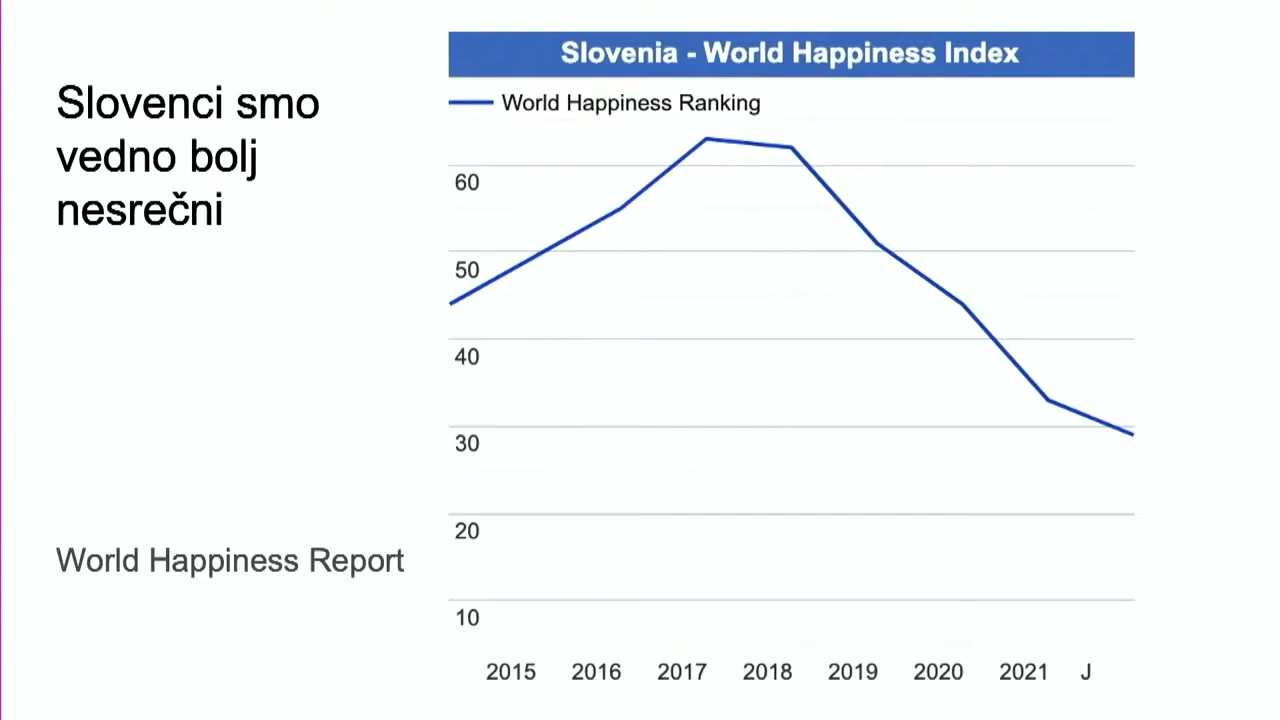 Slovenci smo
vedno bolj
nesrečni
World Happiness Report
Slovenia - World Happiness Index
World Happiness Ranking
60
50
40
30
20
10
2015 2016 2017 2018 2019 2020 2021 J